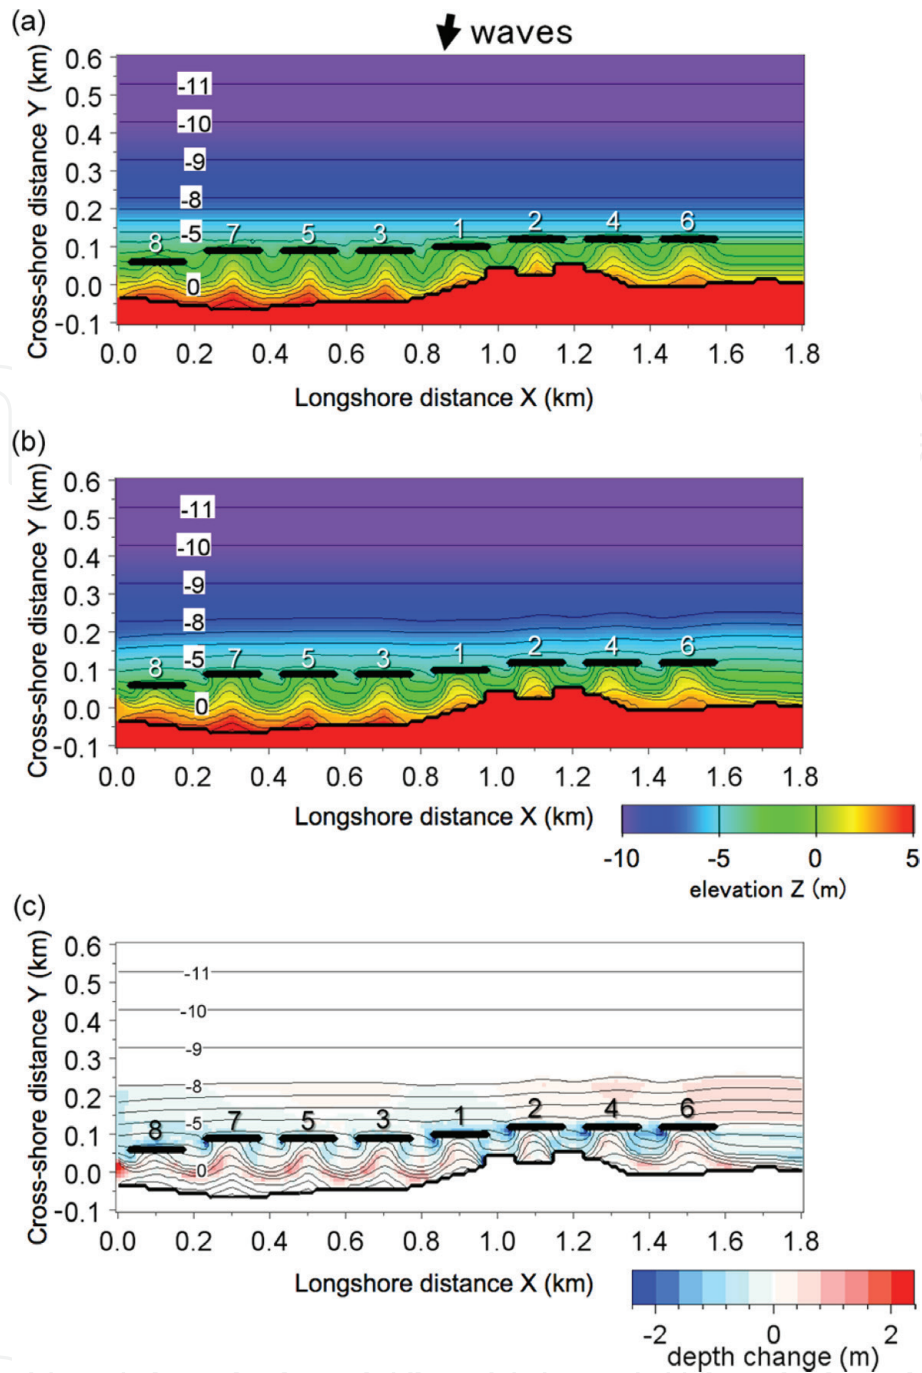 (a)
waves
Cross-shore distance Y (km)
0.6
0.5
0.4
0.3
0.2
0.1
0.0
-0.1
-11
-10
-9
-8
-5
0
8 7 5 3 1 2 4 6
0.0 0.2 0.4 0.6 0.8 1.0 1.2 1.4 1.6 1.8
Longshore distance X (km)
(b)
Cross-shore distance Y (km)
0.6
0.5
0.4
0.3
0.2
0.1
0.0
-0.1
-11
-10
-9
-8
-5
0
8 7 5 3 1 2 4 6
0.0 0.2 0.4 0.6 0.8 1.0 1.2 1.4 1.6 1.8
Longshore distance X (km)
-10 -5 0 5
elevation Z (m)
(c)
Cross-shore distance Y (km)
0.6
0.5
0.4
0.3
0.2
0.1
0.0
-0.1
-11
-10
-9
-8
-5
0
8 7 5 3 1 2 4 6
0.0 0.2 0.4 0.6 0.8 1.0 1.2 1.4 1.6 1.8
Longshore distance X (km)
-2 0 2
depth change (m)